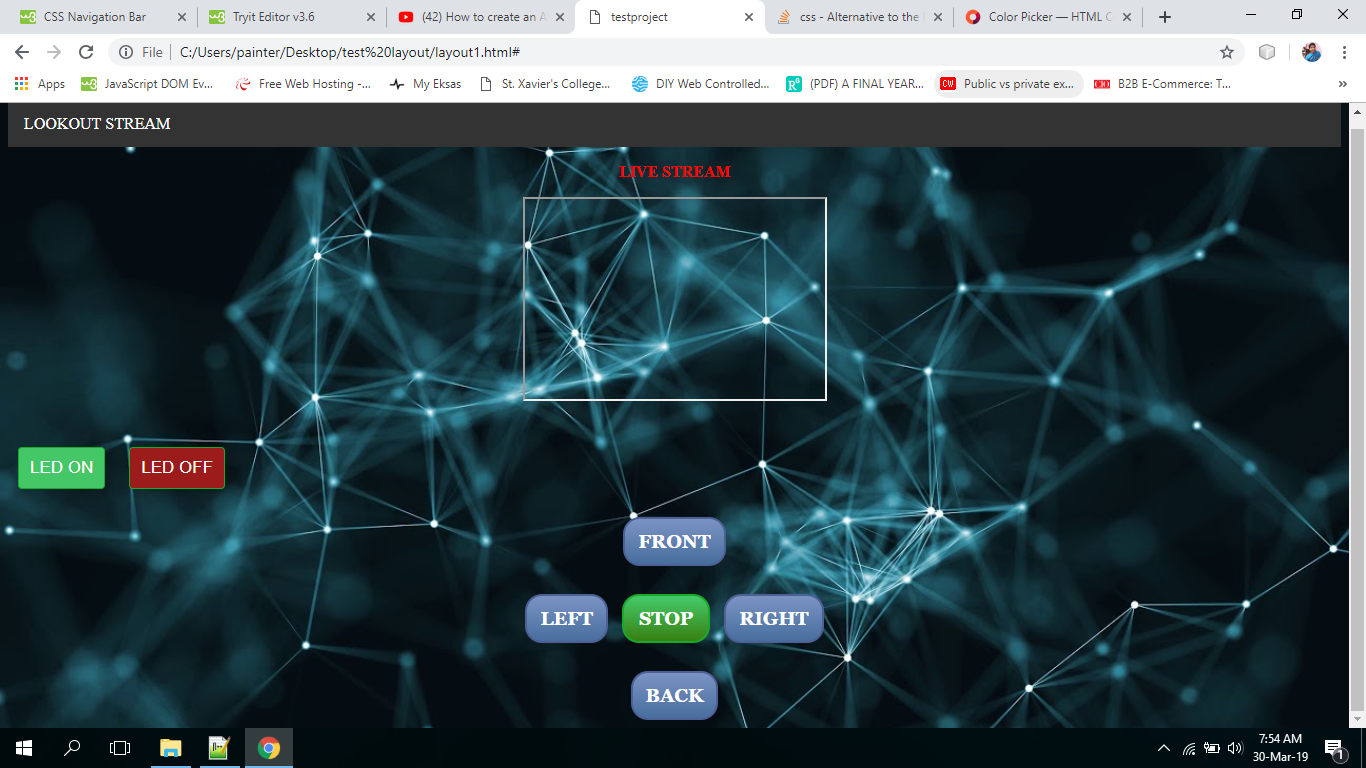 CSS Navigation Bar
Tryit Editor v3.6
(42) How to create an A
testproject
css - Alternative to the
Color Picker — HTML C
File C:/Users/painter/Desktop/test%20layout/layout1.html#
Apps JavaScript DOM Ev... Free Web Hosting -... My Eksas St. Xavier's College... DIY Web Controlled... (PDF) A FINAL YEAR... CW Public vs private ex... B2B E-Commerce: T... »
LOOKOUT STREAM
LIVE STREAM
LED ON LED OFF
FRONT
LEFT STOP RIGHT
BACK
7:54 AM
30-Mar-19
1